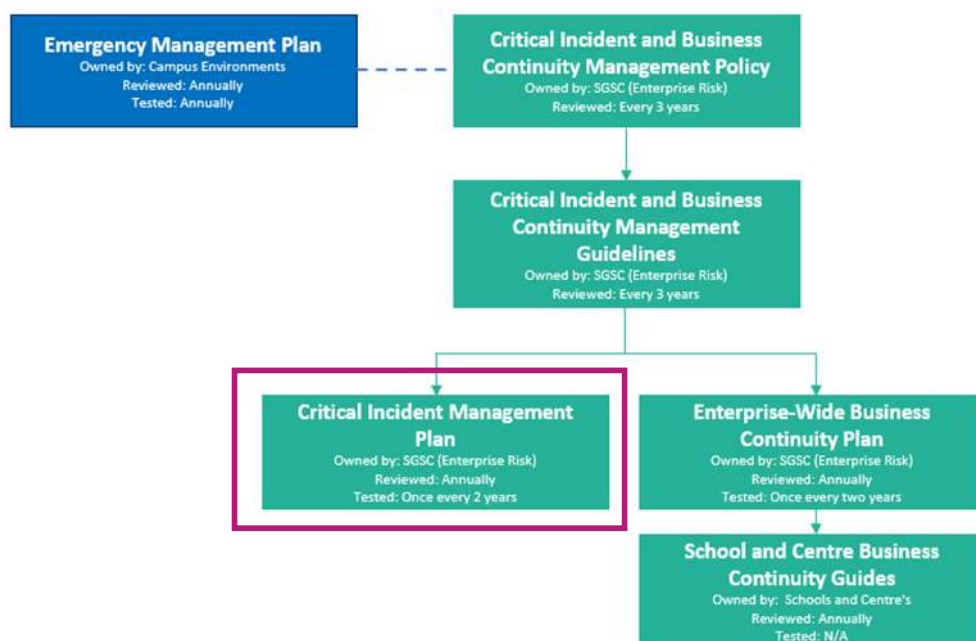 Emergency Management Plan
Owned by: Campus Environments
Reviewed: Annually
Tested: Annually
Critical Incident and Business
Continuity Management Policy
Owned by: SGSC (Enterprise Risk)
Reviewed: Every 3 years
Critical Incident and Business
Continuity Management
Guidelines
Owned by: SGSC (Enterprise Risk)
Reviewed: Every 3 years
Critical Incident Management
Plan
Owned by: SGSC (Enterprise Risk)
Reviewed: Annually
Tested: Once every 2 years
Enterprise-Wide Business
Continuity Plan
Owned by: SGSC (Enterprise Risk)
Reviewed: Annually
Tested: Once every two years
School and Centre Business
Continuity Guides
Owned by: Schools and Centre's
Reviewed: Annually
Tested: N/A